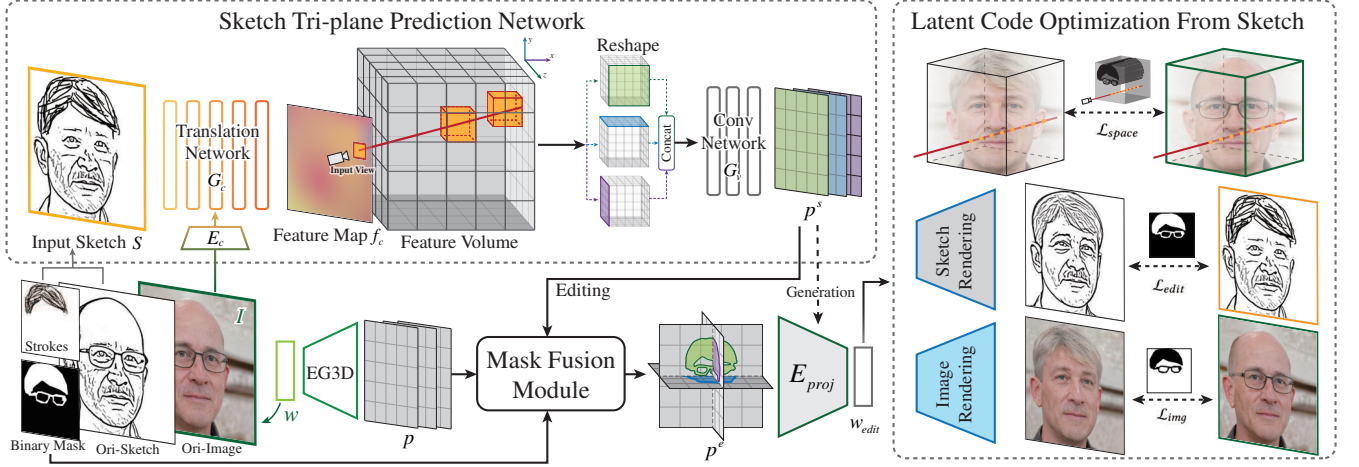 Sketch Tri-plane Prediction Network
Input Sketch S
Translation
Network
G_c
E_c
Input View
Feature Map f_c
Feature Volume
y
x
z
Reshape
Concat
Conv
Network
G_v
p^s
Strokes
Binary Mask
Ori-Sketch
I
Ori-Image
w
EG3D
p
Editing
Mask Fusion
Module
p^e
Generation
E_proj
w_edit
Latent Code Optimization From Sketch
L_space
Sketch
Rendering
L_edit
Image
Rendering
L_img